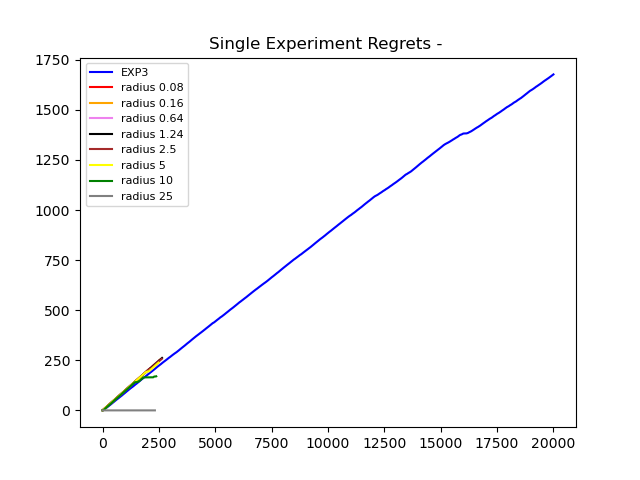 Single Experiment Regrets -
1750
1500
1250
1000
750
500
250
0
EXP3
radius 0.08
radius 0.16
radius 0.64
radius 1.24
radius 2.5
radius 5
radius 10
radius 25
0 2500 5000 7500 10000 12500 15000 17500 20000